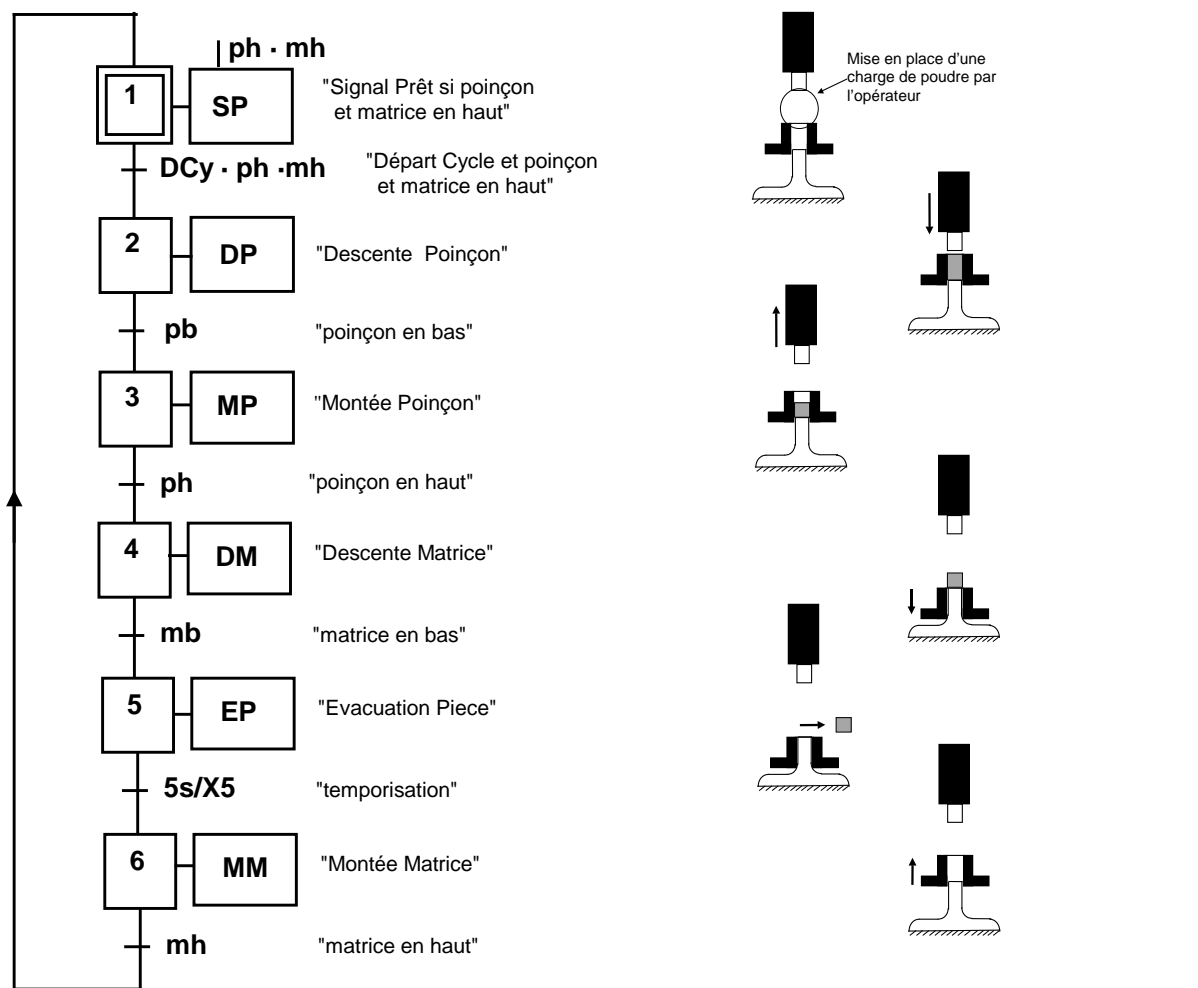 ph · mh
1
SP
"Signal Prêt si poinçon
et matrice en haut"
Mise en place d'une
charge de poudre par
l'opérateur
DCy · ph ·mh
"Départ Cycle et poinçon
et matrice en haut"
2
DP
"Descente Poinçon"
pb
"poinçon en bas"
3
MP
"Montée Poinçon"
ph
"poinçon en haut"
4
DM
"Descente Matrice"
mb
"matrice en bas"
5
EP
"Evacuation Piece"
5s/X5
"temporisation"
6
MM
"Montée Matrice"
mh
"matrice en haut"